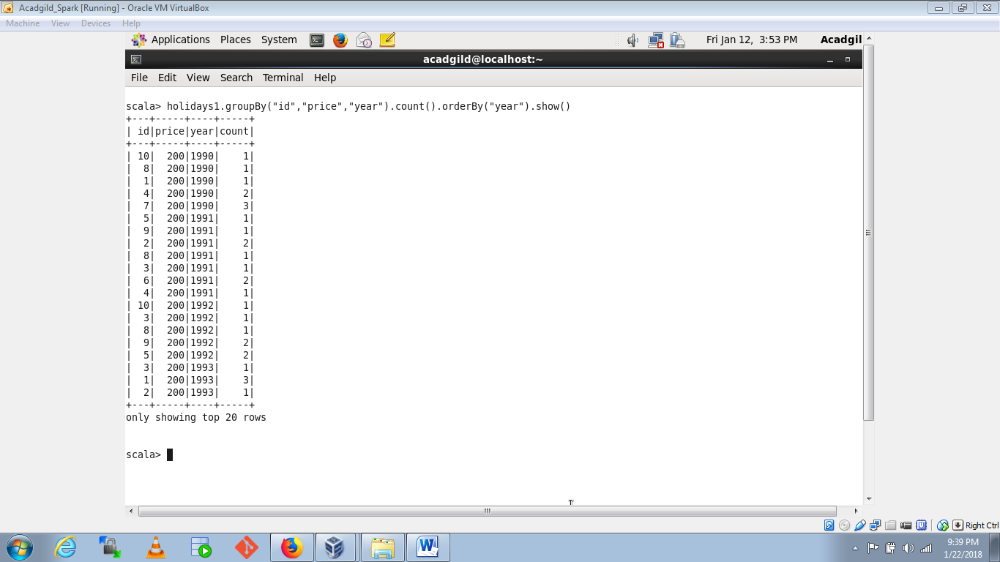 Acadgild_Spark [Running] - Oracle VM VirtualBox
Machine View Devices Help
Applications Places System Fri Jan 12, 3:53 PM Acadgil
acadgild@localhost:~
File Edit View Search Terminal Help
scala> holidays1.groupBy("id","price","year").count().orderBy("year").show()
+---+-----+----+-----+
| id|price|year|count|
+---+-----+----+-----+
| 10|  200|1990|    1|
|  8|  200|1990|    1|
|  1|  200|1990|    1|
|  4|  200|1990|    2|
|  7|  200|1990|    3|
|  5|  200|1991|    1|
|  9|  200|1991|    1|
|  2|  200|1991|    2|
|  8|  200|1991|    1|
|  3|  200|1991|    1|
|  6|  200|1991|    2|
|  4|  200|1991|    1|
| 10|  200|1992|    1|
|  3|  200|1992|    1|
|  8|  200|1992|    1|
|  9|  200|1992|    2|
|  5|  200|1992|    2|
|  3|  200|1993|    1|
|  1|  200|1993|    3|
|  2|  200|1993|    1|
+---+-----+----+-----+
only showing top 20 rows
scala>
Right Ctrl
9:39 PM
1/22/2018